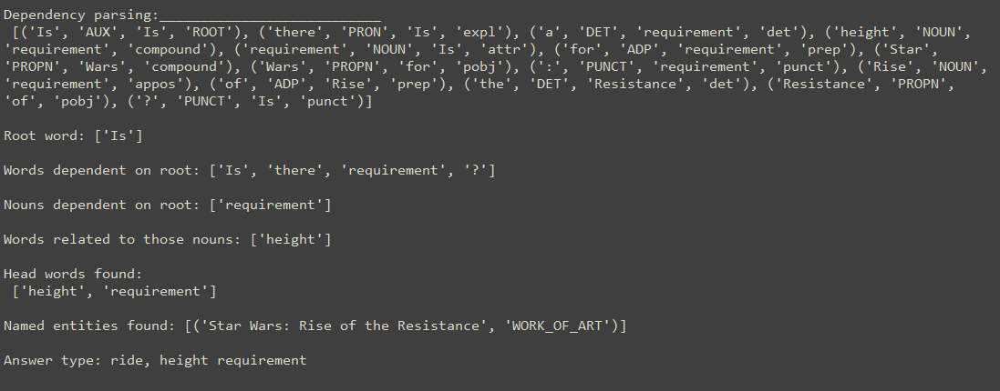 Dependency parsing:___________________________
[('Is', 'AUX', 'Is', 'ROOT'), ('there', 'PRON', 'Is', 'expl'), ('a', 'DET', 'requirement', 'det'), ('height', 'NOUN',
'requirement', 'compound'), ('requirement', 'NOUN', 'Is', 'attr'), ('for', 'ADP', 'requirement', 'prep'), ('Star',
'PROPN', 'Wars', 'compound'), ('Wars', 'PROPN', 'for', 'pobj'), (':', 'PUNCT', 'requirement', 'punct'), ('Rise', 'NOUN',
'requirement', 'appos'), ('of', 'ADP', 'Rise', 'prep'), ('the', 'DET', 'Resistance', 'det'), ('Resistance', 'PROPN',
'of', 'pobj'), ('?', 'PUNCT', 'Is', 'punct')]
Root word: ['Is']
Words dependent on root: ['Is', 'there', 'requirement', '?']
Nouns dependent on root: ['requirement']
Words related to those nouns: ['height']
Head words found:
['height', 'requirement']
Named entities found: [('Star Wars: Rise of the Resistance', 'WORK_OF_ART')]
Answer type: ride, height requirement